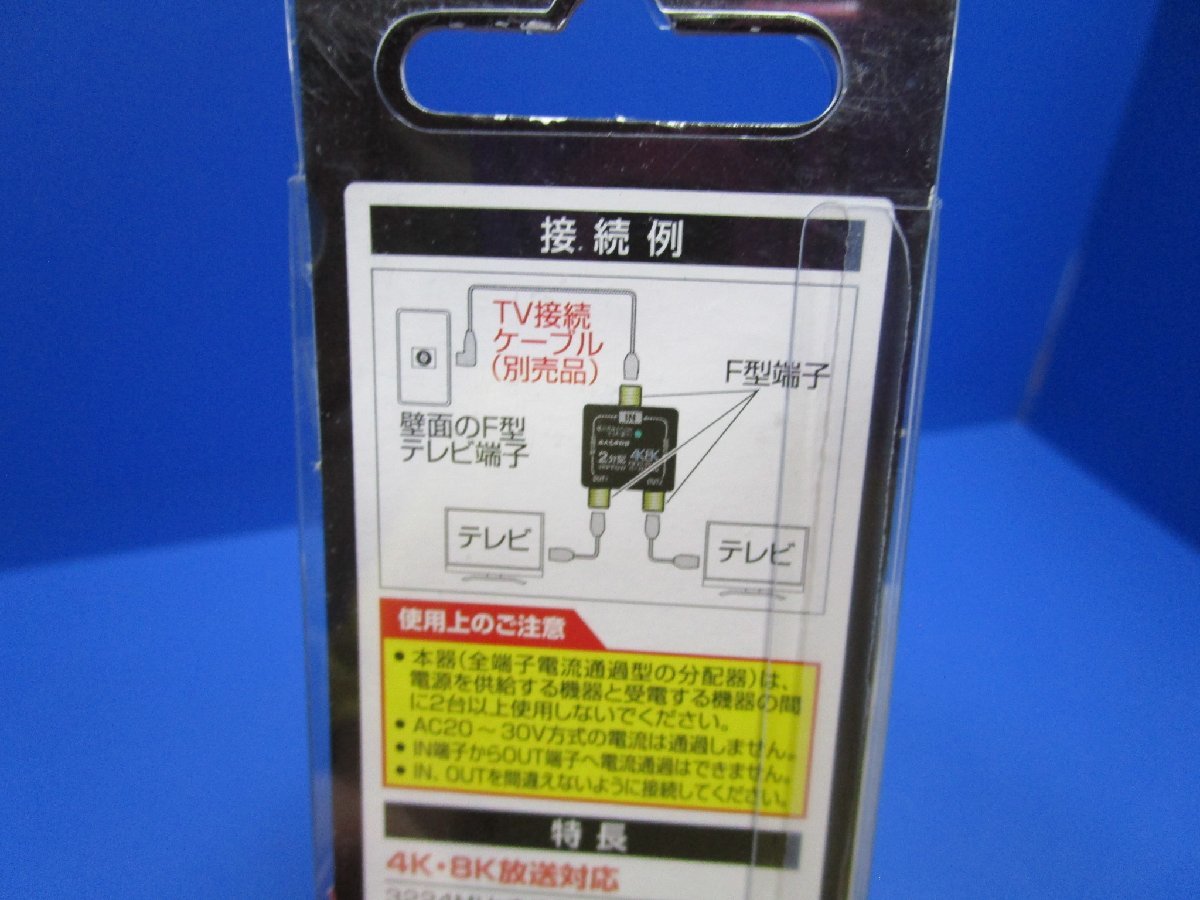 接続例
TV接続
ケーブル
(別売品)
F型端子
壁面のF型
テレビ端子
IN
2分配
4K8K
OUT
OUT
テレビ
テレビ
使用上のご注意
● 本器(全端子電流通過型の分配器)は、
電源を供給する機器と受電する機器の間
に2台以上使用しないでください。
● AC20～30V方式の電流は通過しません。
● IN端子からOUT端子へ電流通過はできません。
● IN、OUTを間違えないように接続してください。
特長
4K・8K放送対応